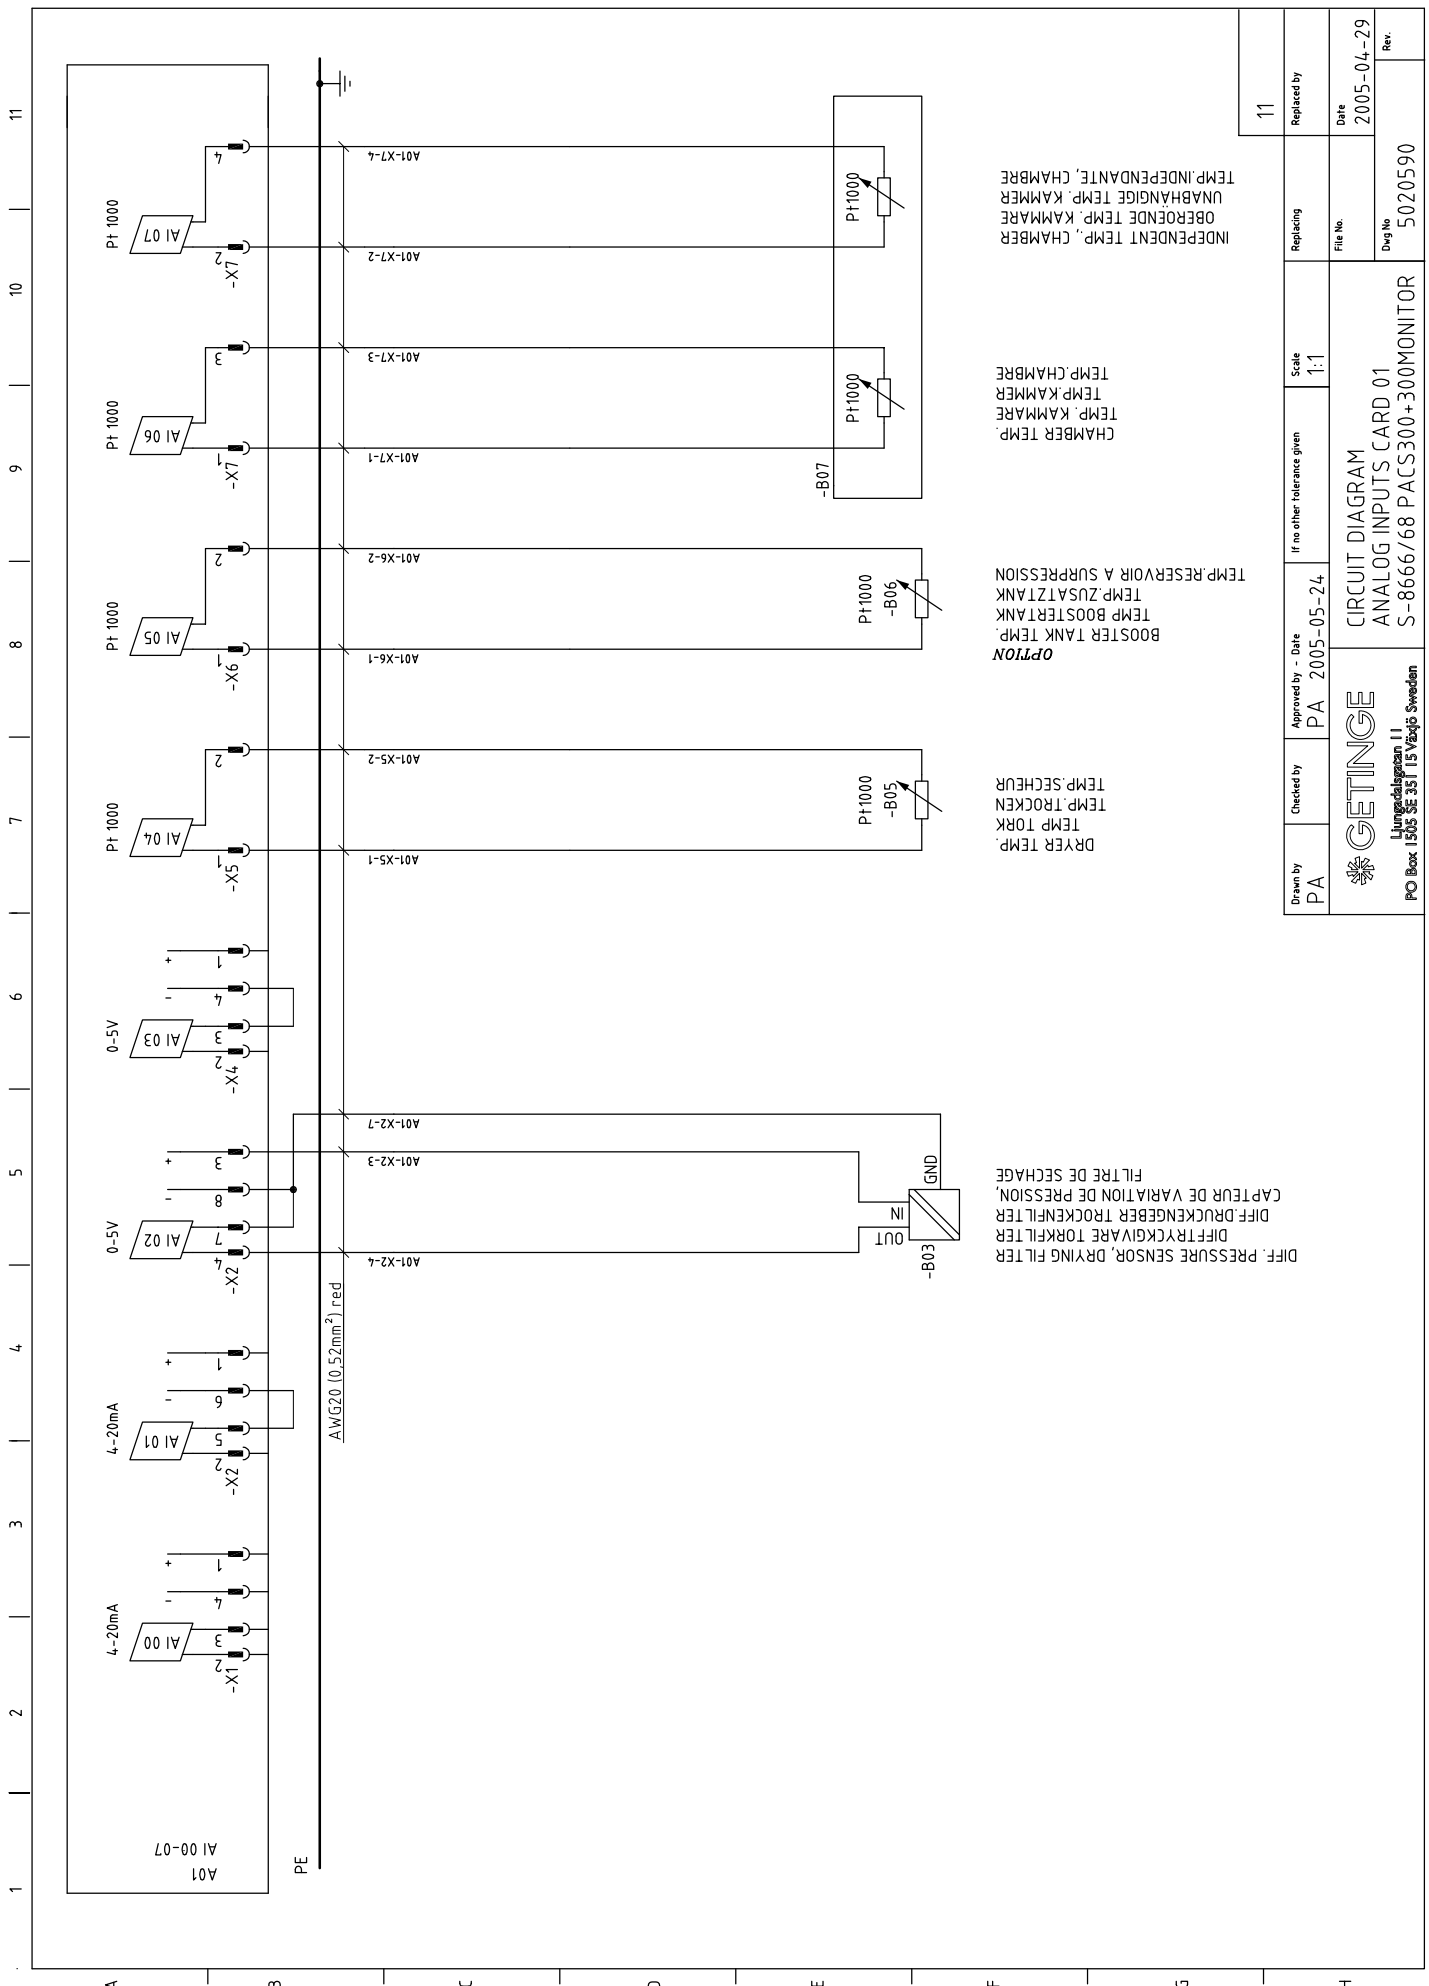 1
2
3
4
5
6
7
8
9
10
11
A
B
C
D
E
F
G
H
A01
AI 00-07
PE
4-20mA
AI 00
2
3
4
1
-
+
-X1
4-20mA
AI 01
2
5
6
1
-
+
-X2
AWG20 (0,52mm²) red
0-5V
AI 02
4
7
8
3
-
+
-X2
A01-X2-4
A01-X2-3
A01-X2-7
OUT
IN
GND
-B03
DIFF. PRESSURE SENSOR, DRYING FILTER
DIFFTRYCKGIVARE TORKFILTER
DIFF.DRUCKENGEBER TROCKENFILTER
CAPTEUR DE VARIATION DE PRESSION,
FILTRE DE SECHAGE
0-5V
AI 03
2
3
4
1
-
+
-X4
Pt 1000
AI 04
1
2
-X5
A01-X5-1
A01-X5-2
Pt1000
-B05
DRYER TEMP.
TEMP TORK
TEMP.TROCKEN
TEMP.SECHEUR
Pt 1000
AI 05
1
2
-X6
A01-X6-1
A01-X6-2
Pt1000
-B06
OPTION
BOOSTER TANK TEMP.
TEMP BOOSTERTANK
TEMP.ZUSATZTANK
TEMP.RESERVOIR A SURPRESSION
Pt 1000
AI 06
1
3
-X7
A01-X7-1
A01-X7-3
-B07
Pt1000
CHAMBER TEMP.
TEMP. KAMMARE
TEMP.KAMMER
TEMP.CHAMBRE
Pt 1000
AI 07
2
4
-X7
A01-X7-2
A01-X7-4
Pt1000
INDEPENDENT TEMP., CHAMBER
OBEROENDE TEMP. KAMMARE
UNABHÄNGIGE TEMP. KAMMER
TEMP.INDEPENDANTE, CHAMBRE
11
Drawn by
PA
Checked by
Approved by - Date
PA 2005-05-24
If no other tolerance given
Scale
1:1
Replacing
Replaced by
GETINGE
Ljungadalsgatan 11
PO Box 1505 SE 351 15 Växjö Sweden
CIRCUIT DIAGRAM
ANALOG INPUTS CARD 01
S-8666/68 PACS300+300MONITOR
File No.
Date
2005-04-29
Dwg No
5020590
Rev.